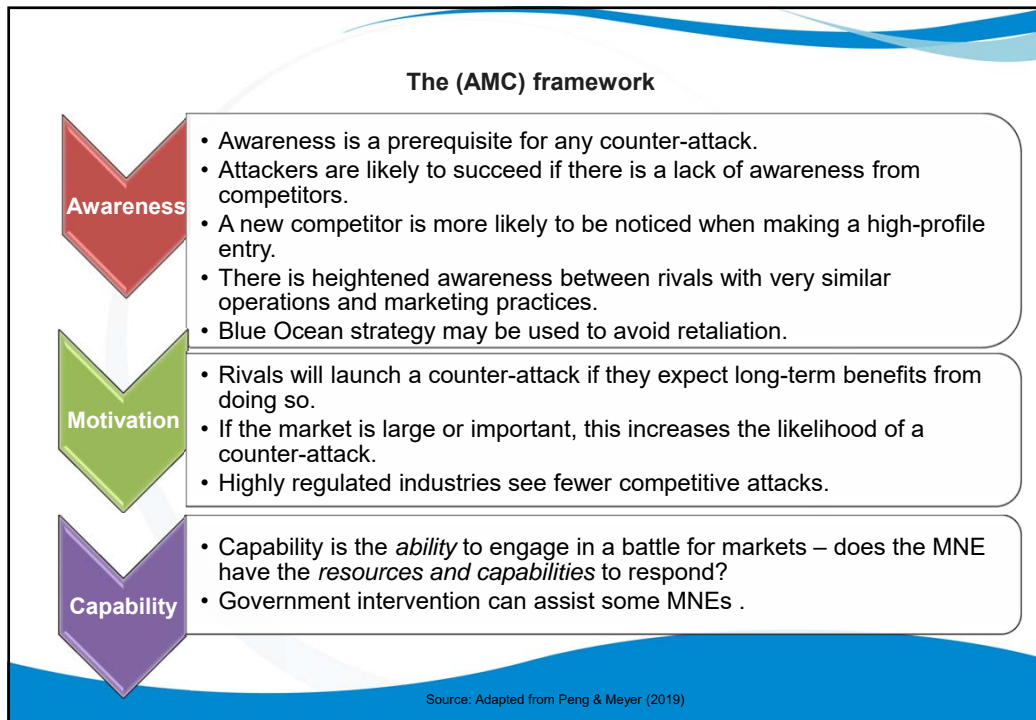 The (AMC) framework
Awareness
• Awareness is a prerequisite for any counter-attack.
• Attackers are likely to succeed if there is a lack of awareness from
competitors.
• A new competitor is more likely to be noticed when making a high-profile
entry.
• There is heightened awareness between rivals with very similar
operations and marketing practices.
• Blue Ocean strategy may be used to avoid retaliation.
Motivation
• Rivals will launch a counter-attack if they expect long-term benefits from
doing so.
• If the market is large or important, this increases the likelihood of a
counter-attack.
• Highly regulated industries see fewer competitive attacks.
Capability
• Capability is the ability to engage in a battle for markets – does the MNE
have the resources and capabilities to respond?
• Government intervention can assist some MNEs .
Source: Adapted from Peng & Meyer (2019)